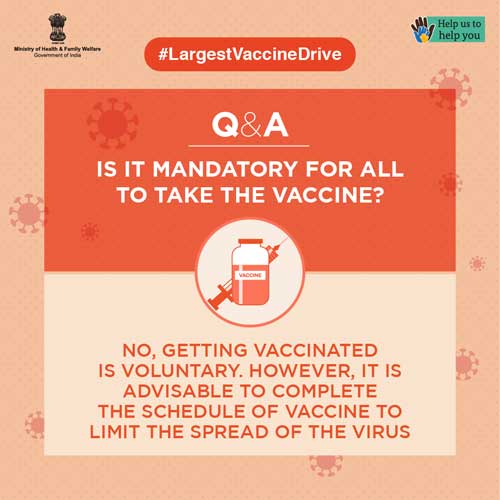 Ministry of Health & Family Welfare
Government of India
#LargestVaccineDrive
Help us to
help you
Q&A
IS IT MANDATORY FOR ALL
TO TAKE THE VACCINE?
VACCINE
NO, GETTING VACCINATED
IS VOLUNTARY. HOWEVER, IT IS
ADVISABLE TO COMPLETE
THE SCHEDULE OF VACCINE TO
LIMIT THE SPREAD OF THE VIRUS